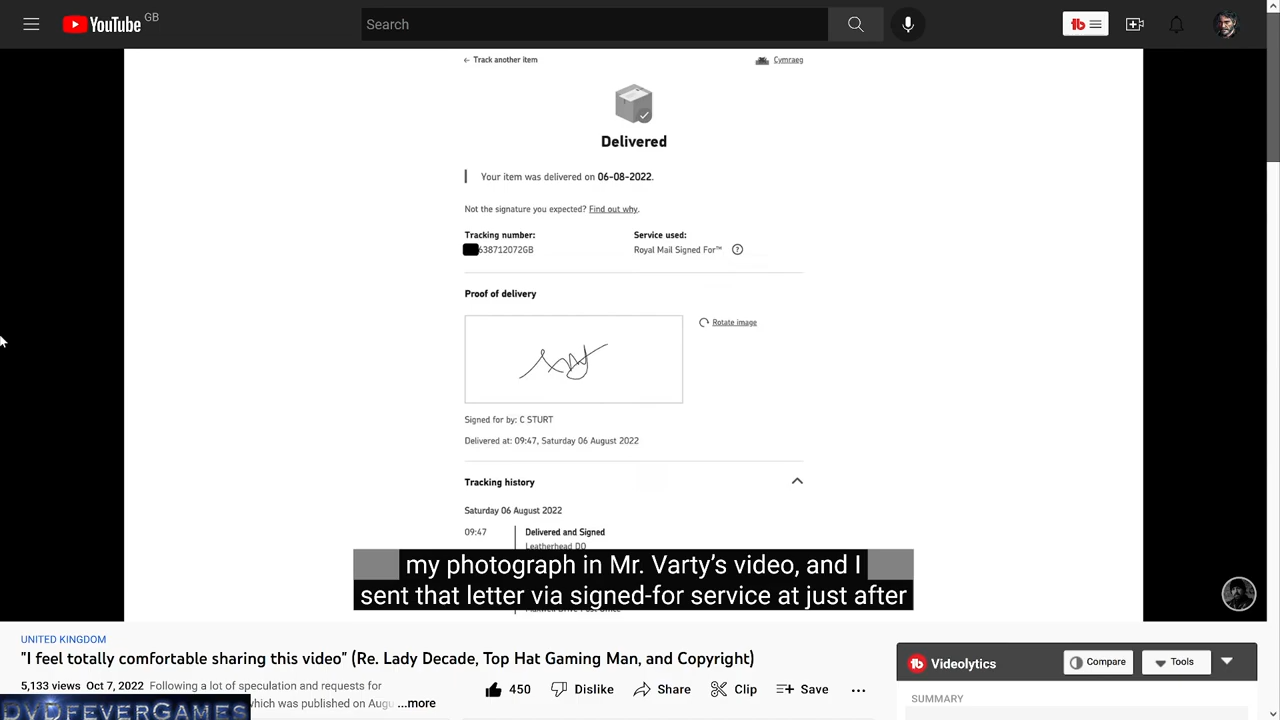 YouTube GB
Search
Track another item
Cymraeg
Delivered
Your item was delivered on 06-08-2022.
Not the signature you expected? Find out why.
Tracking number:
Service used:
638712072GB
Royal Mail Signed For™
Proof of delivery
Rotate image
Signed for by: C STURT
Delivered at: 09:47, Saturday 06 August 2022
Tracking history
Saturday 06 August 2022
09:47
Delivered and Signed
Leatherhead DO
my photograph in Mr. Varty’s video, and I
sent that letter via signed-for service at just after
UNITED KINGDOM
"I feel totally comfortable sharing this video" (Re. Lady Decade, Top Hat Gaming Man, and Copyright)
5,133 views Oct 7, 2022 Following a lot of speculation and requests for
which was published on Augu ...more
450
Dislike
Share
Clip
Save
Videolytics
Compare
Tools
SUMMARY
DVDFEVERGAMES